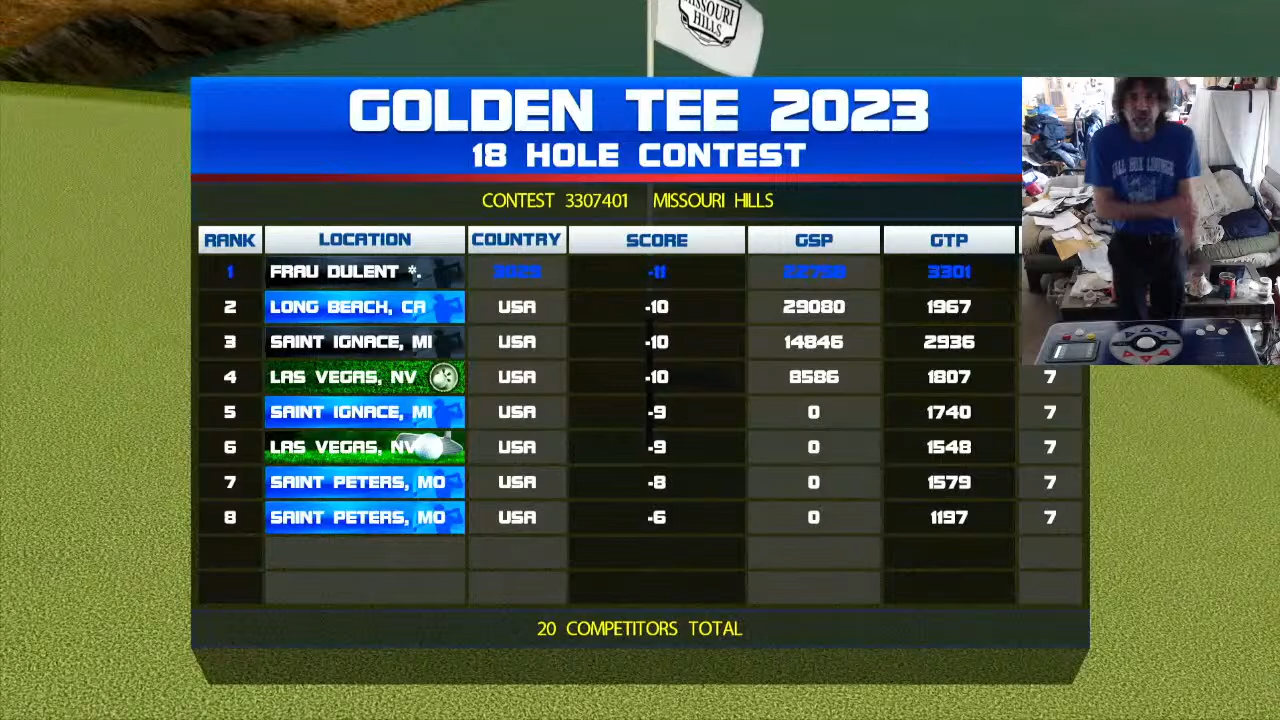 MISSOURI
HILLS
GOLDEN TEE 2023
18 HOLE CONTEST
CONTEST 3307401 MISSOURI HILLS
RANK LOCATION COUNTRY SCORE GSP GTP
1 FRAU DULENT *. -11 22758 3301
2 LONG BEACH, CA USA -10 29080 1967
3 SAINT IGNACE, MI USA -10 14846 2936
4 LAS VEGAS, NV USA -10 8586 1807 7
5 SAINT IGNACE, MI USA -9 0 1740 7
6 LAS VEGAS, NV USA -9 0 1548 7
7 SAINT PETERS, MO USA -8 0 1579 7
8 SAINT PETERS, MO USA -6 0 1197 7
20 COMPETITORS TOTAL